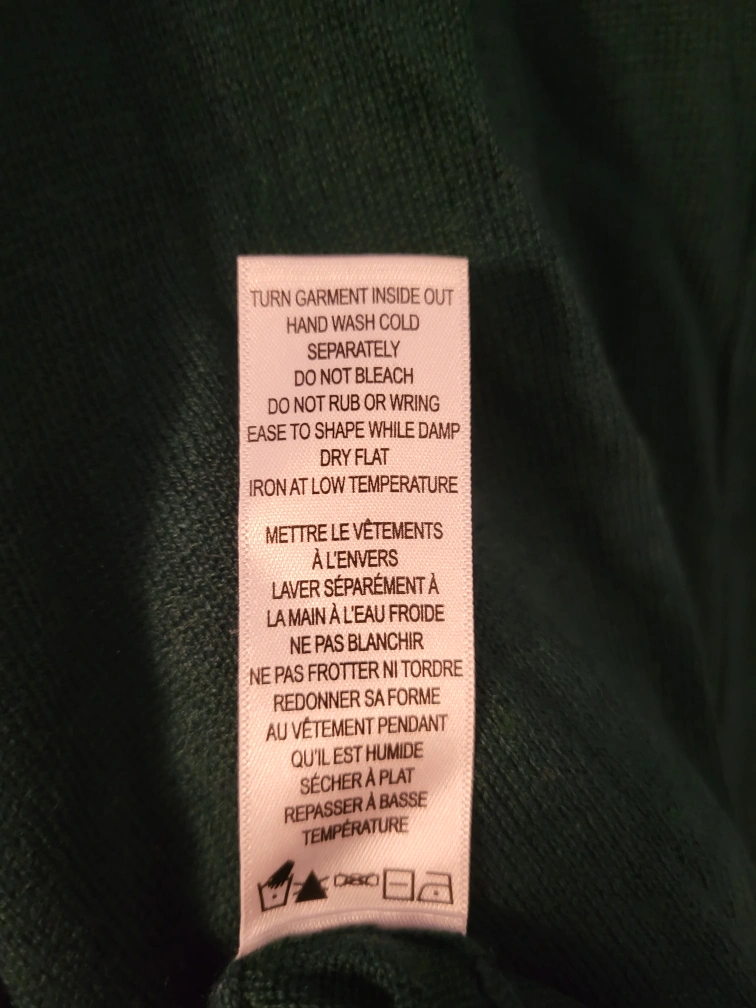 TURN GARMENT INSIDE OUT
HAND WASH COLD
SEPARATELY
DO NOT BLEACH
DO NOT RUB OR WRING
EASE TO SHAPE WHILE DAMP
DRY FLAT
IRON AT LOW TEMPERATURE
METTRE LE VÊTEMENTS
À L'ENVERS
LAVER SÉPARÉMENT À
LA MAIN À L'EAU FROIDE
NE PAS BLANCHIR
NE PAS FROTTER NI TORDRE
REDONNER SA FORME
AU VÊTEMENT PENDANT
QU'IL EST HUMIDE
SÉCHER À PLAT
REPASSER À BASSE
TEMPÉRATURE